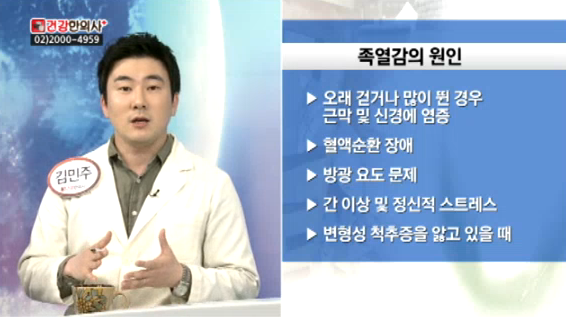 건강한의사
02)2000-4959
김민주
족열감의 원인
▶ 오래 걷거나 많이 뛴 경우
근막 및 신경에 염증
▶ 혈액순환 장애
▶ 방광 요도 문제
▶ 간 이상 및 정신적 스트레스
▶ 변형성 척추증을 앓고 있을 때